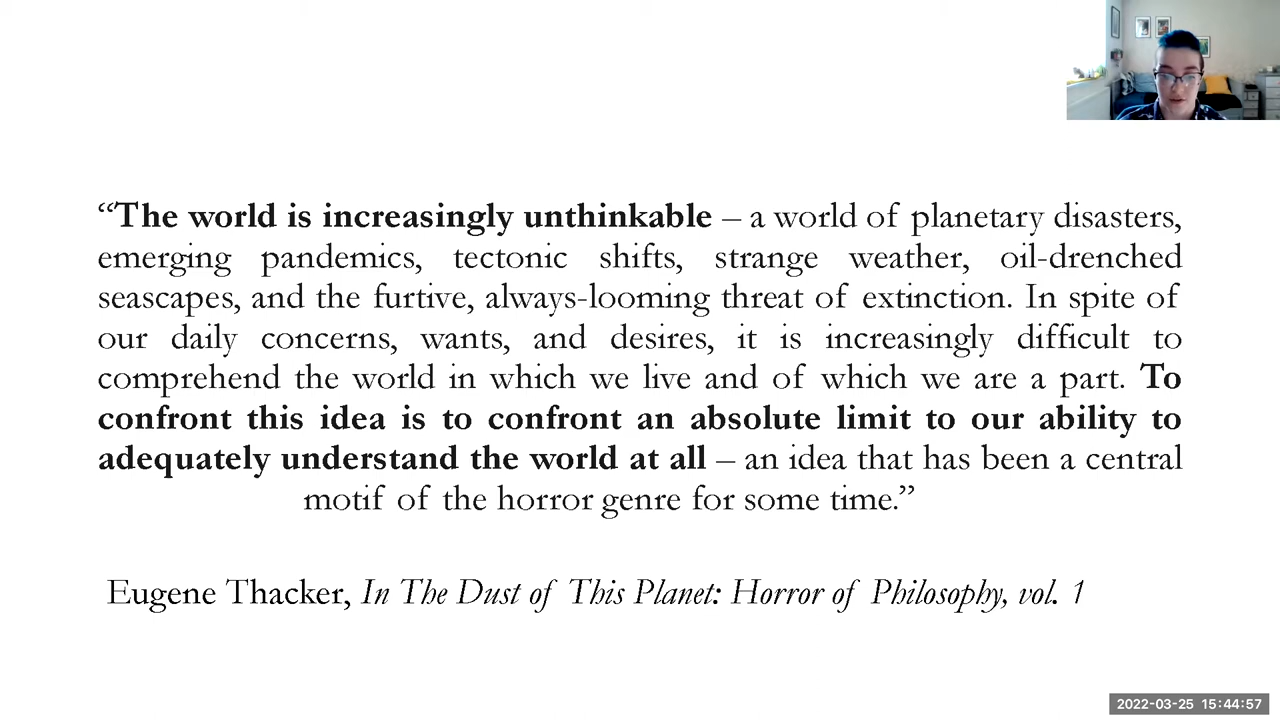 “The world is increasingly unthinkable – a world of planetary disasters,
emerging pandemics, tectonic shifts, strange weather, oil-drenched
seascapes, and the furtive, always-looming threat of extinction. In spite of
our daily concerns, wants, and desires, it is increasingly difficult to
comprehend the world in which we live and of which we are a part. To
confront this idea is to confront an absolute limit to our ability to
adequately understand the world at all – an idea that has been a central
motif of the horror genre for some time.”
Eugene Thacker, In The Dust of This Planet: Horror of Philosophy, vol. 1
2022-03-25 15:44:57